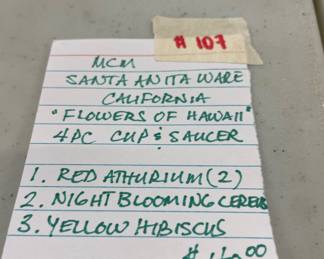 # 107
MCM
SANTA ANITA WARE
CALIFORNIA
"FLOWERS OF HAWAII"
4PC CUP & SAUCER
1. RED ATHURIUM (2)
2. NIGHT BLOOMING CEREUS
3. YELLOW HIBISCUS
$